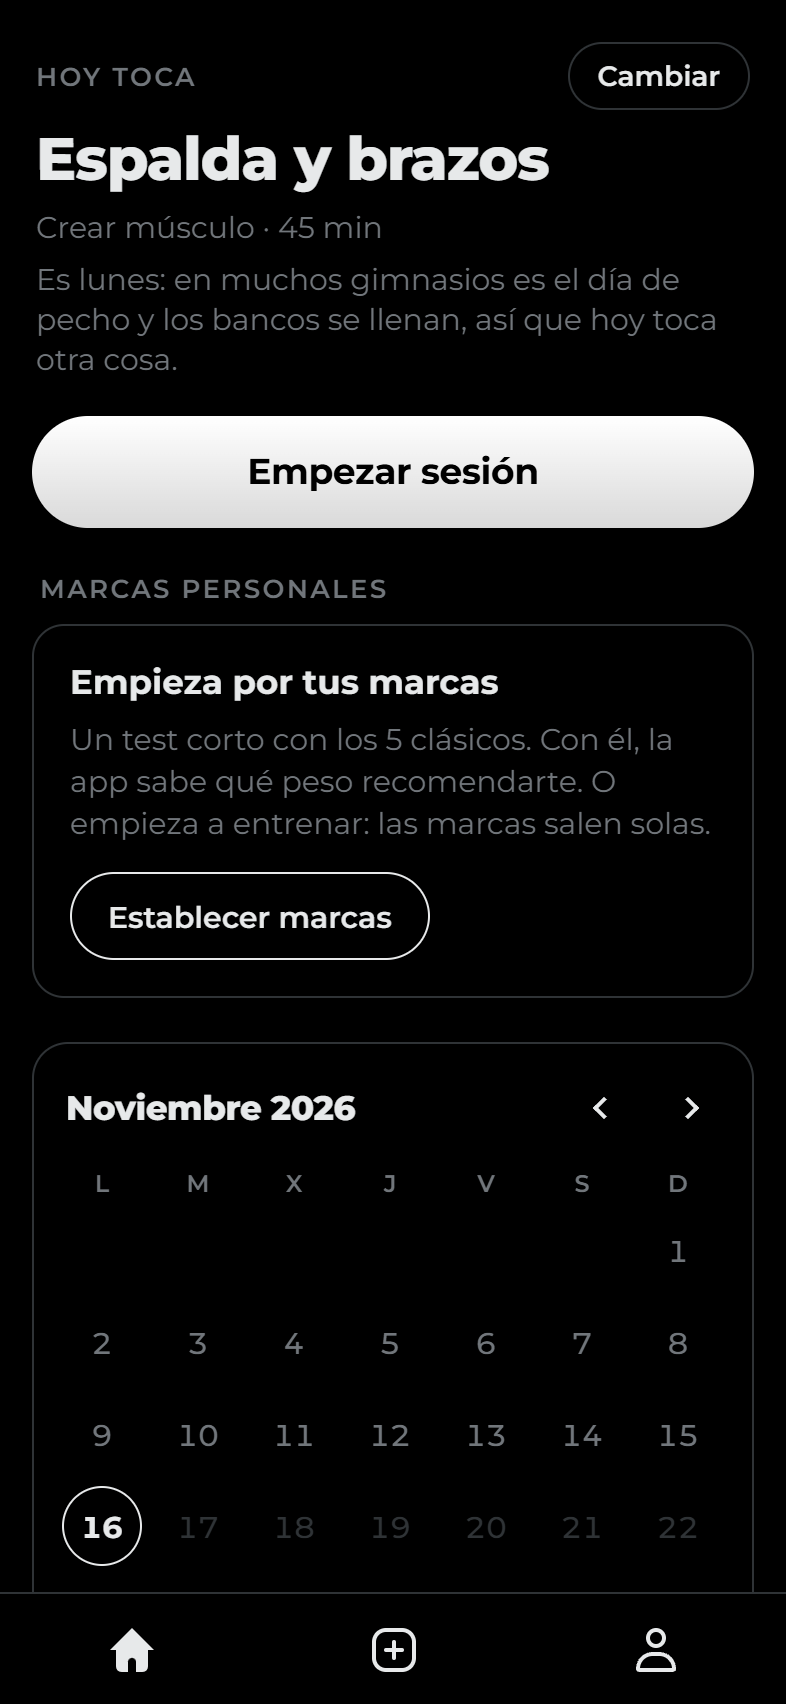 HOY TOCA
Cambiar
Espalda y brazos
Crear músculo · 45 min
Es lunes: en muchos gimnasios es el día de
pecho y los bancos se llenan, así que hoy toca
otra cosa.
Empezar sesión
MARCAS PERSONALES
Empieza por tus marcas
Un test corto con los 5 clásicos. Con él, la
app sabe qué peso recomendarte. O
empieza a entrenar: las marcas salen solas.
Establecer marcas
Noviembre 2026
L M X J V S D
1
2 3 4 5 6 7 8
9 10 11 12 13 14 15
16 17 18 19 20 21 22